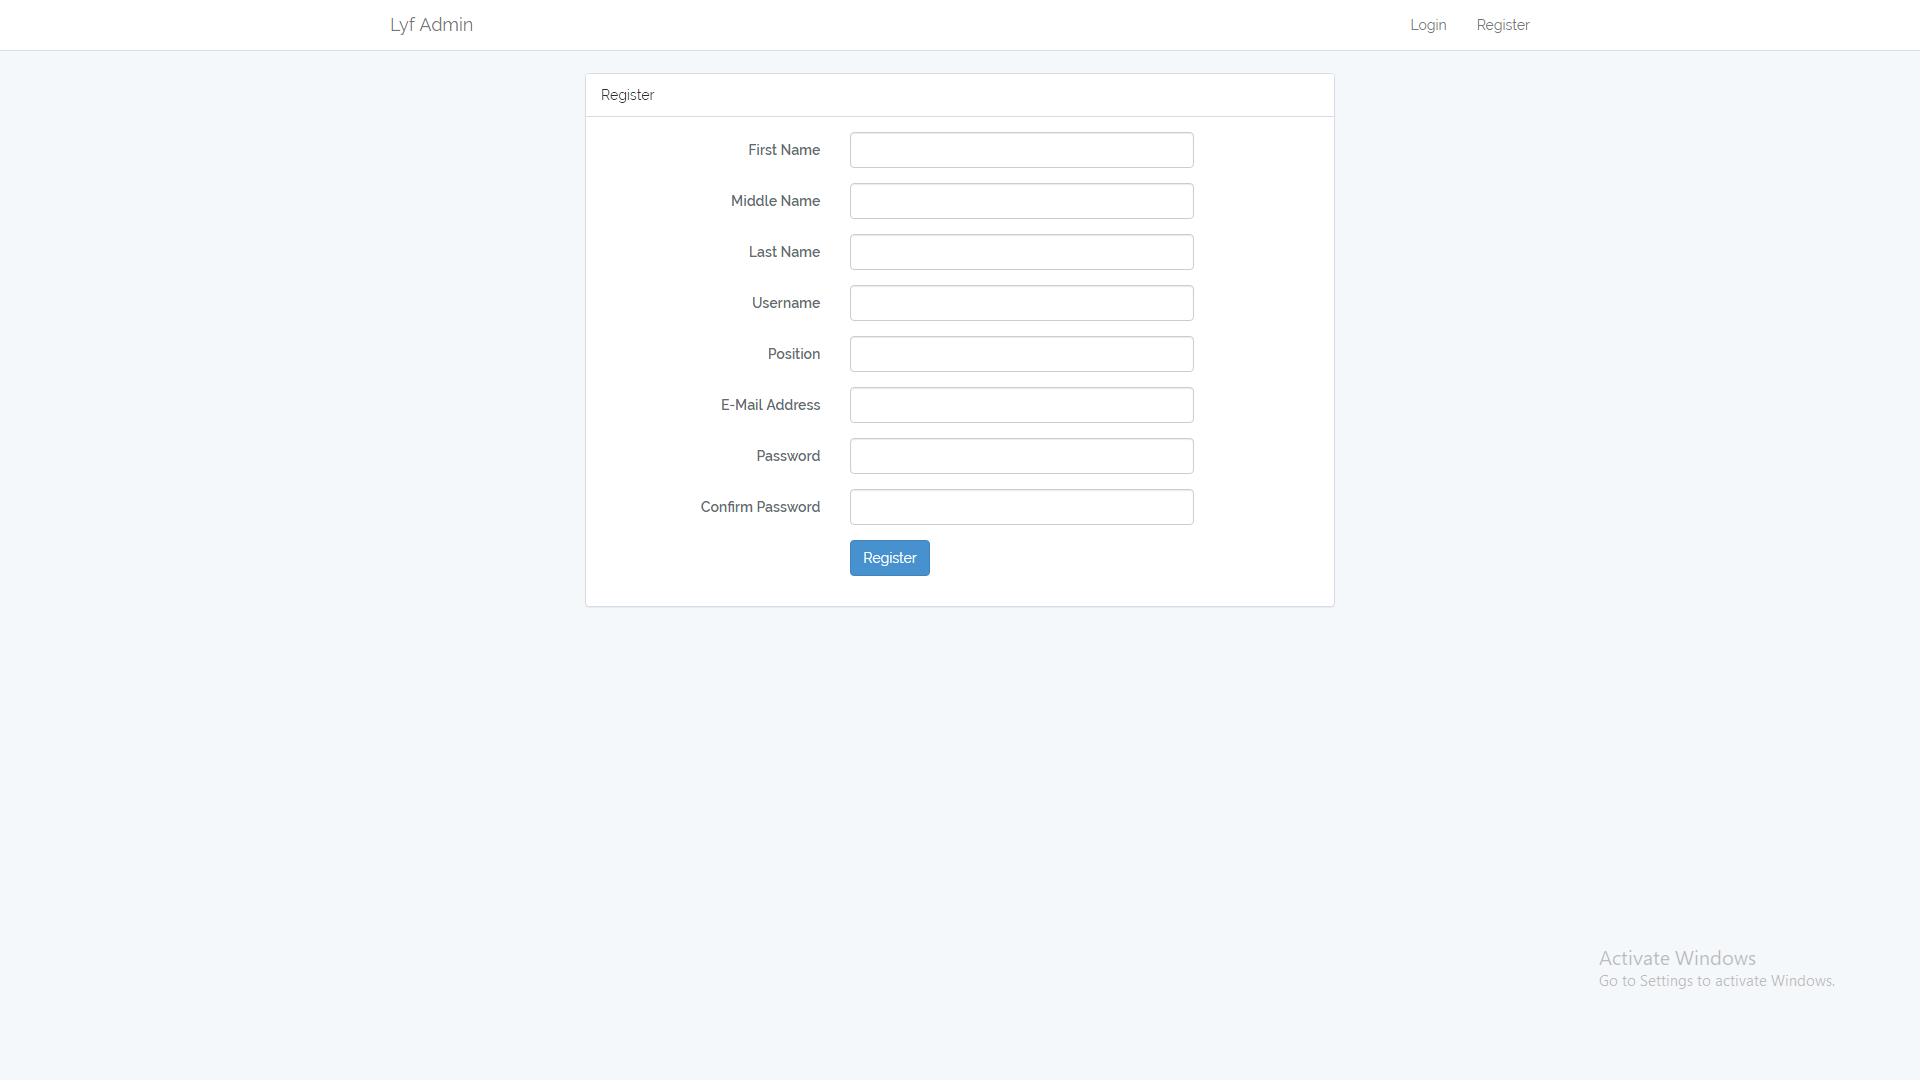 Lyf Admin
Login
Register
Register
First Name
Middle Name
Last Name
Username
Position
E-Mail Address
Password
Confirm Password
Register
Activate Windows
Go to Settings to activate Windows.